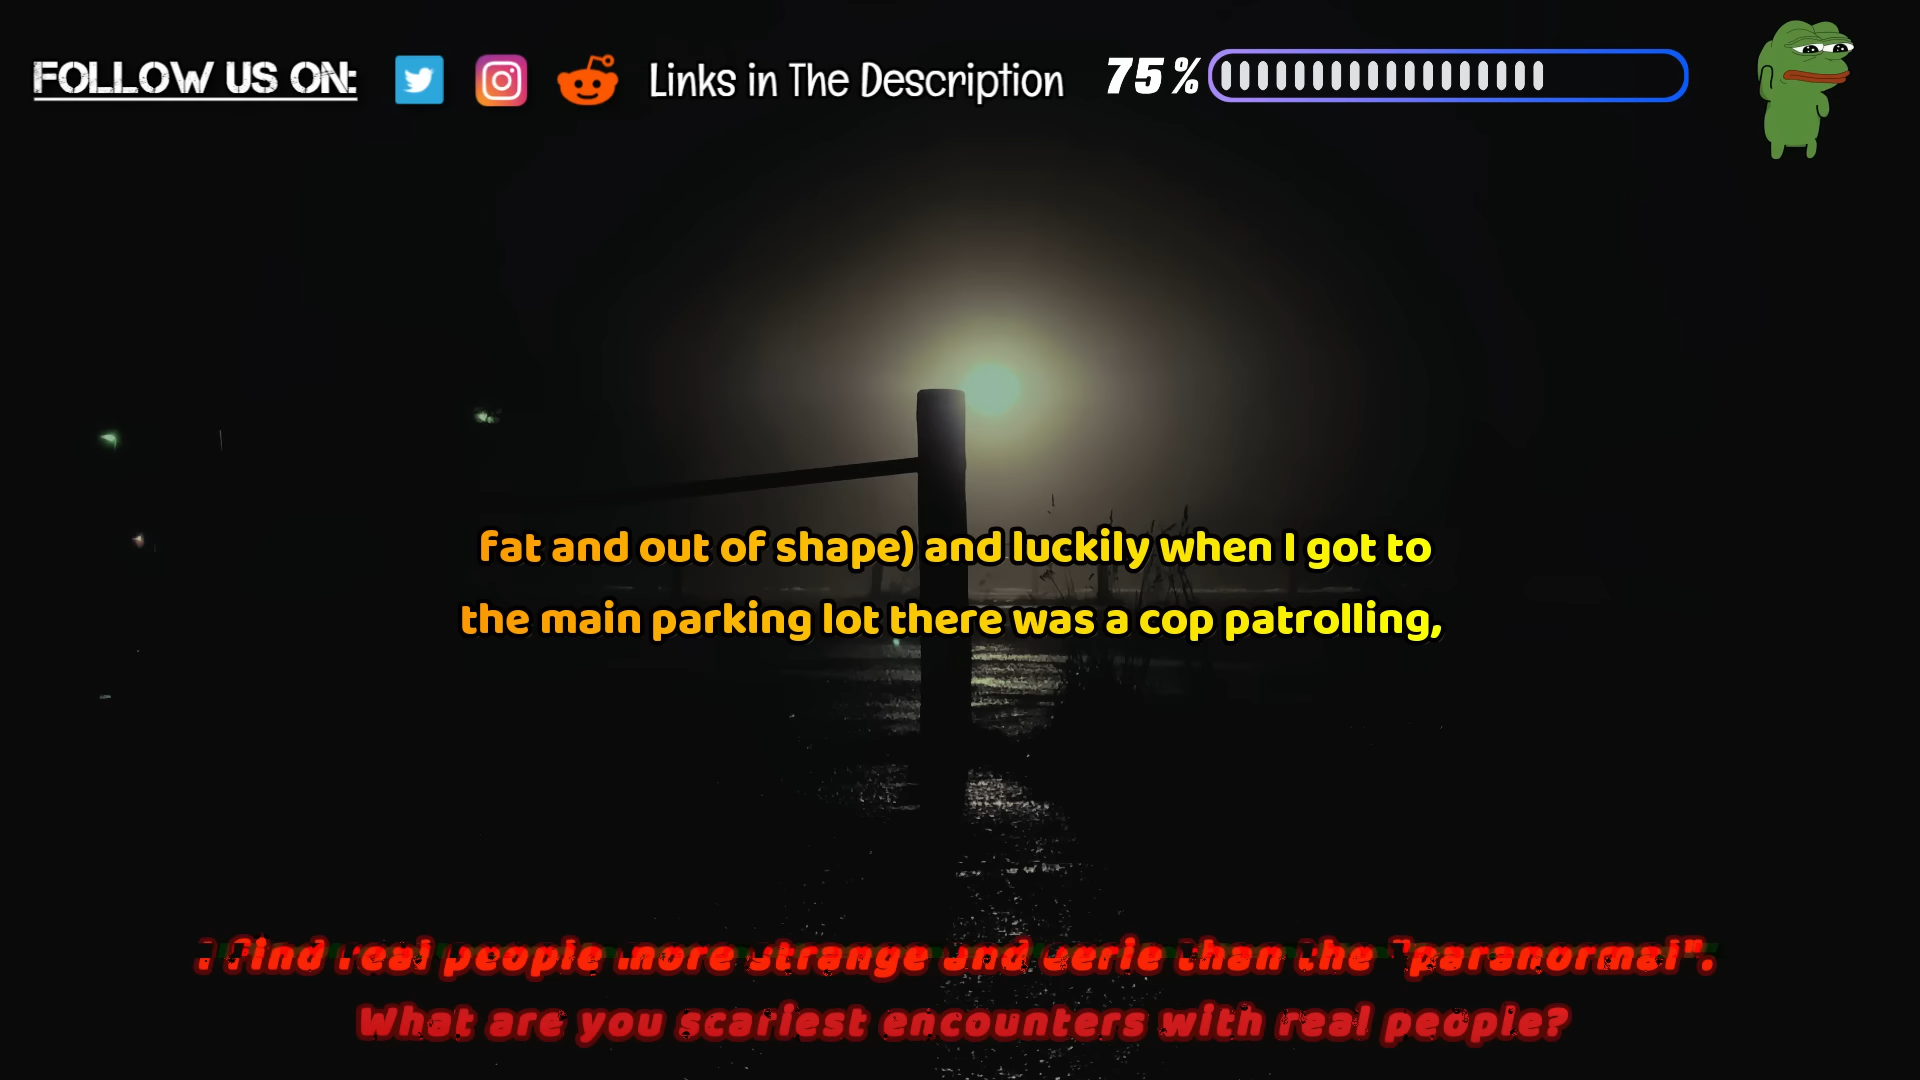 FOLLOW US ON:
Links in The Description
75 %
fat and out of shape) and luckily when I got to
the main parking lot there was a cop patrolling,
I find real people more strange and eerie than the "paranormal".
What are you scariest encounters with real people?